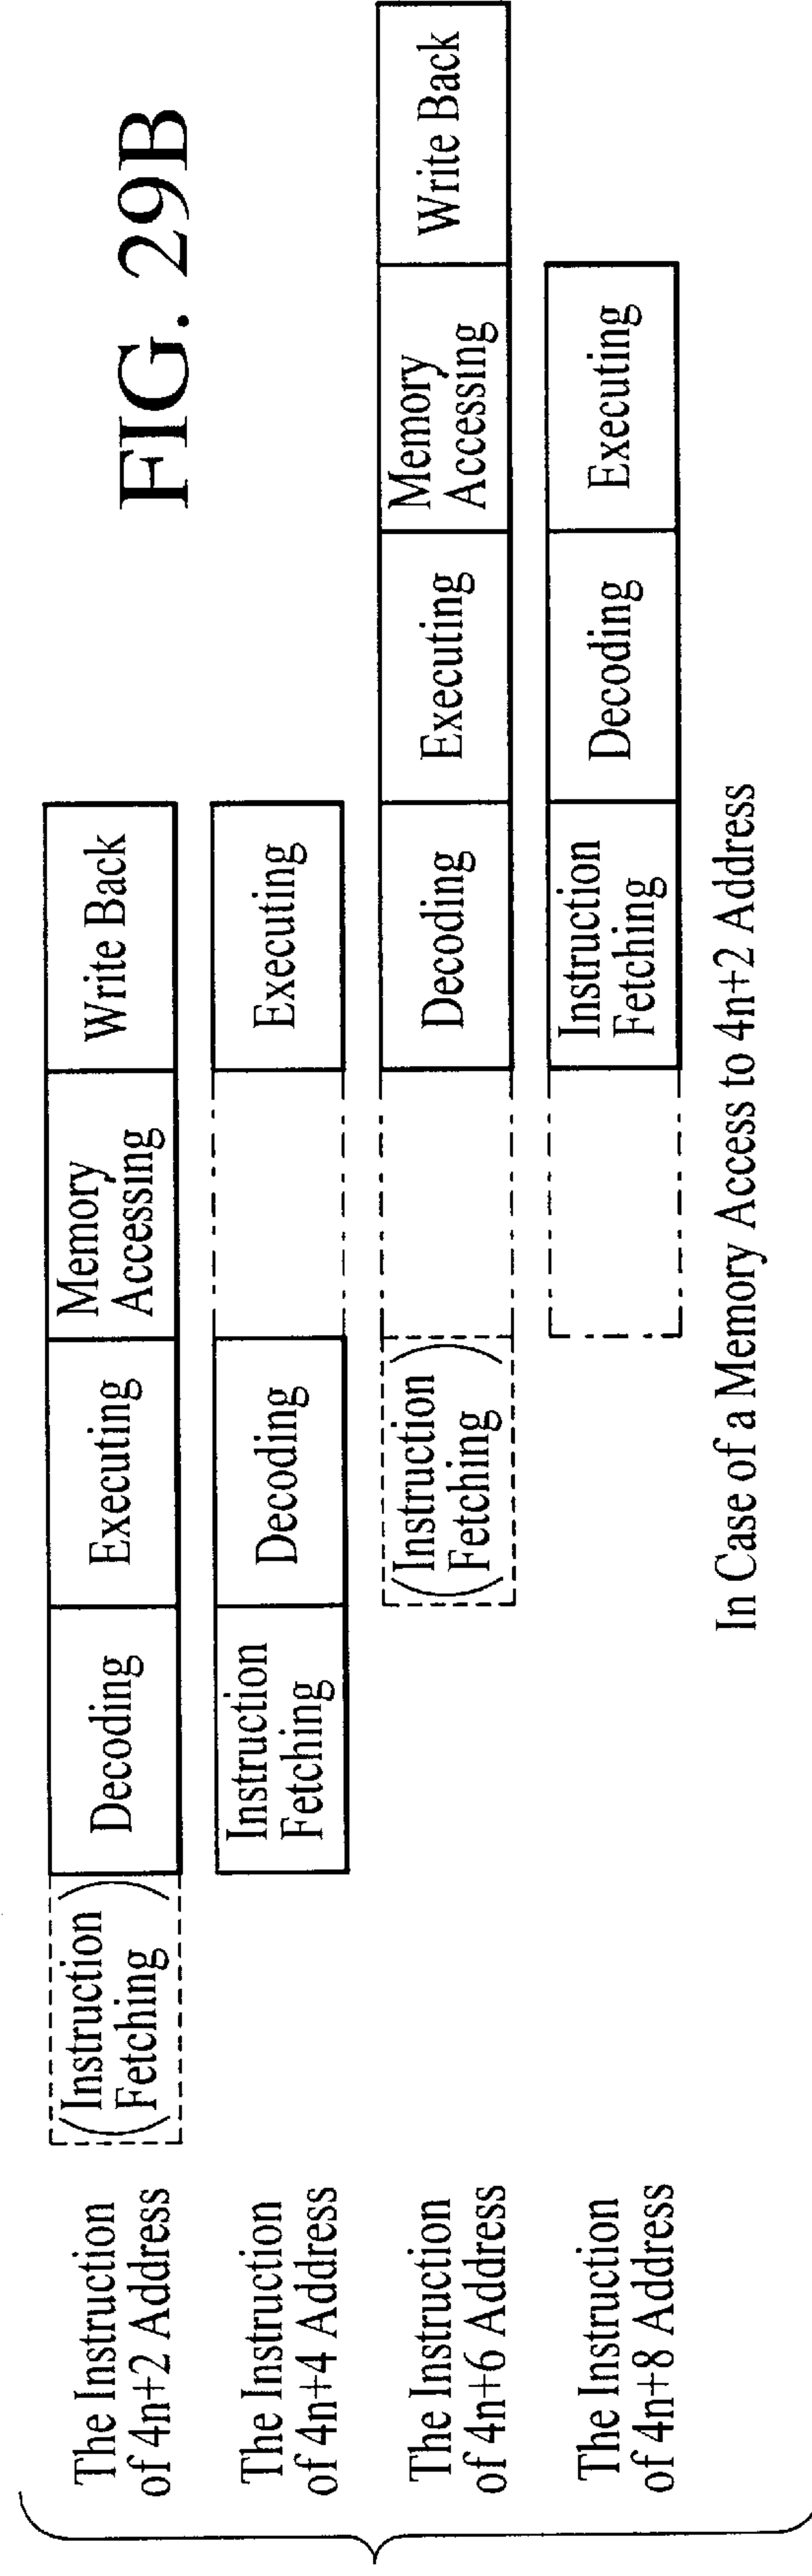 FIG. 29B
The Instruction
of 4n+2 Address
(Instruction
Fetching)
Decoding
Executing
Memory
Accessing
Write Back
The Instruction
of 4n+4 Address
Instruction
Fetching
Decoding
Executing
The Instruction
of 4n+6 Address
(Instruction
Fetching)
Decoding
Executing
Memory
Accessing
Write Back
The Instruction
of 4n+8 Address
Instruction
Fetching
Decoding
Executing
In Case of a Memory Access to 4n+2 Address